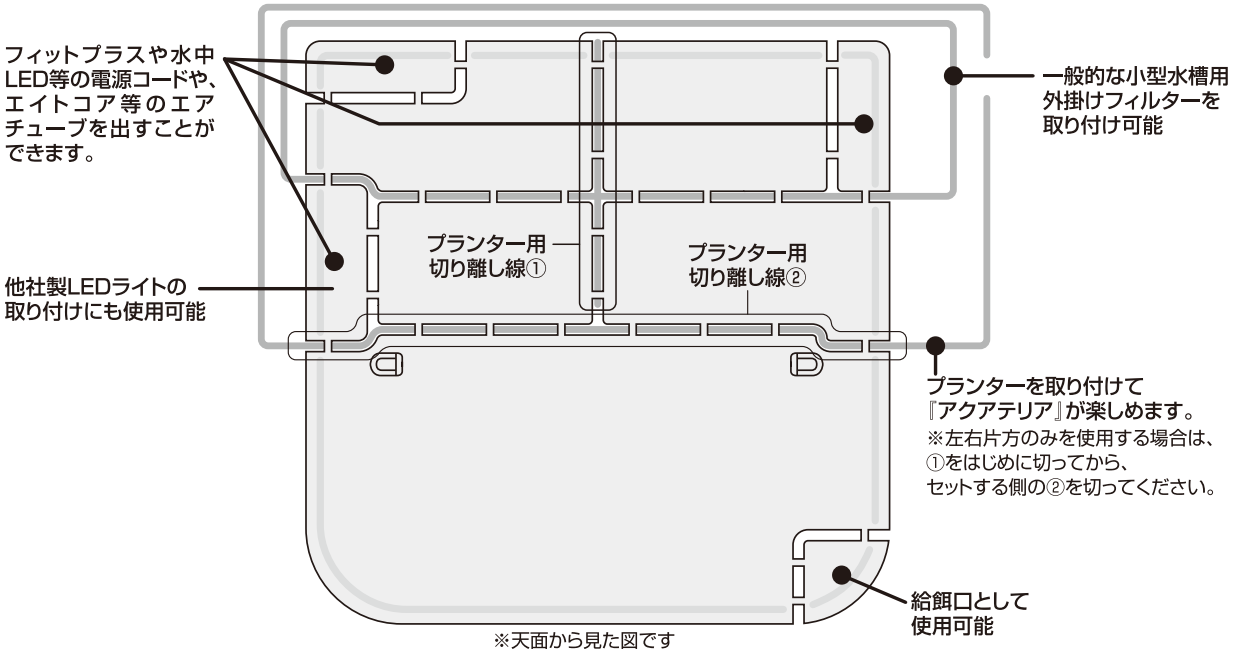 フィットプラスや水中
LED等の電源コードや、
エイトコア等のエア
チューブを出すことが
できます。
一般的な小型水槽用
外掛けフィルターを
取り付け可能
プランター用
切り離し線①
プランター用
切り離し線②
他社製LEDライトの
取り付けにも使用可能
プランターを取り付けて
『アクアテリア』が楽しめます。
※左右片方のみを使用する場合は、
①をはじめに切ってから、
セットする側の②を切ってください。
給餌口として
使用可能
※天面から見た図です